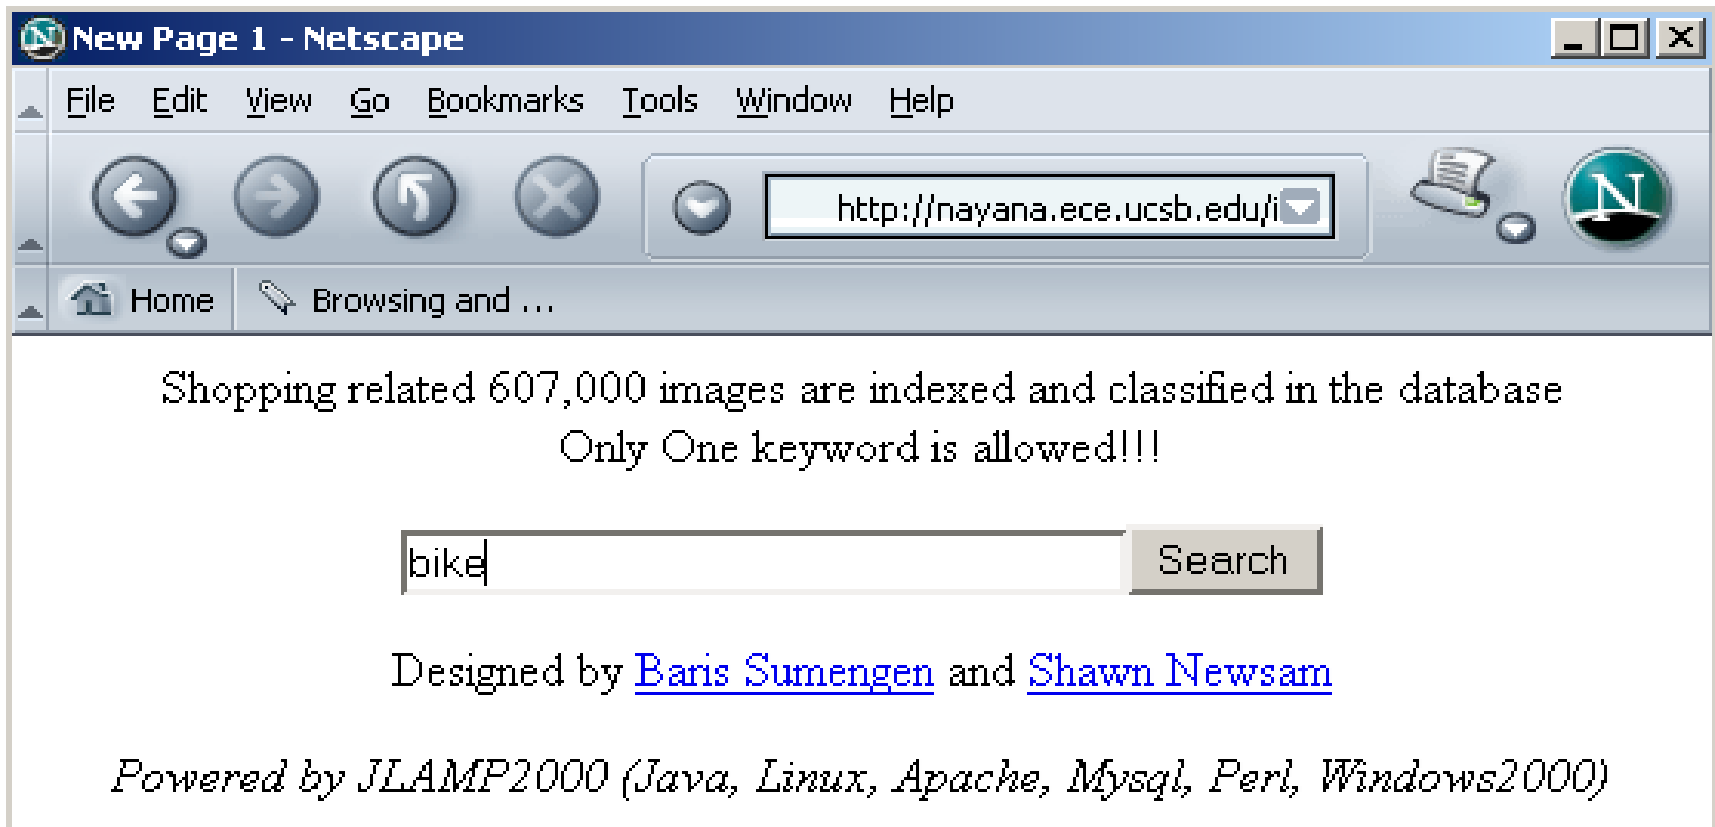 New Page 1 - Netscape
File Edit View Go Bookmarks Tools Window Help
http://nayana.ece.ucsb.edu/i
N
Home Browsing and ...
Shopping related 607,000 images are indexed and classified in the database
Only One keyword is allowed!!!
bike Search
Designed by Baris Sumengen and Shawn Newsam
Powered by JLAMP2000 (Java, Linux, Apache, Mysql, Perl, Windows2000)